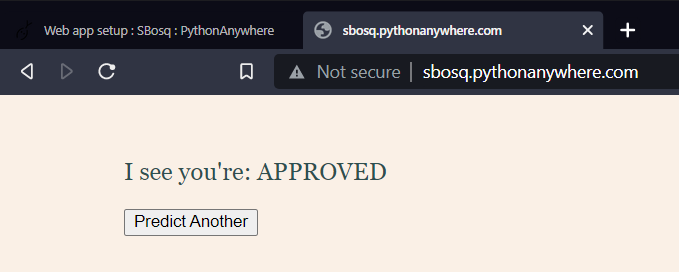 Web app setup : SBosq : PythonAnywhere
sbosq.pythonanywhere.com
Not secure
sbosq.pythonanywhere.com
I see you're: APPROVED
Predict Another